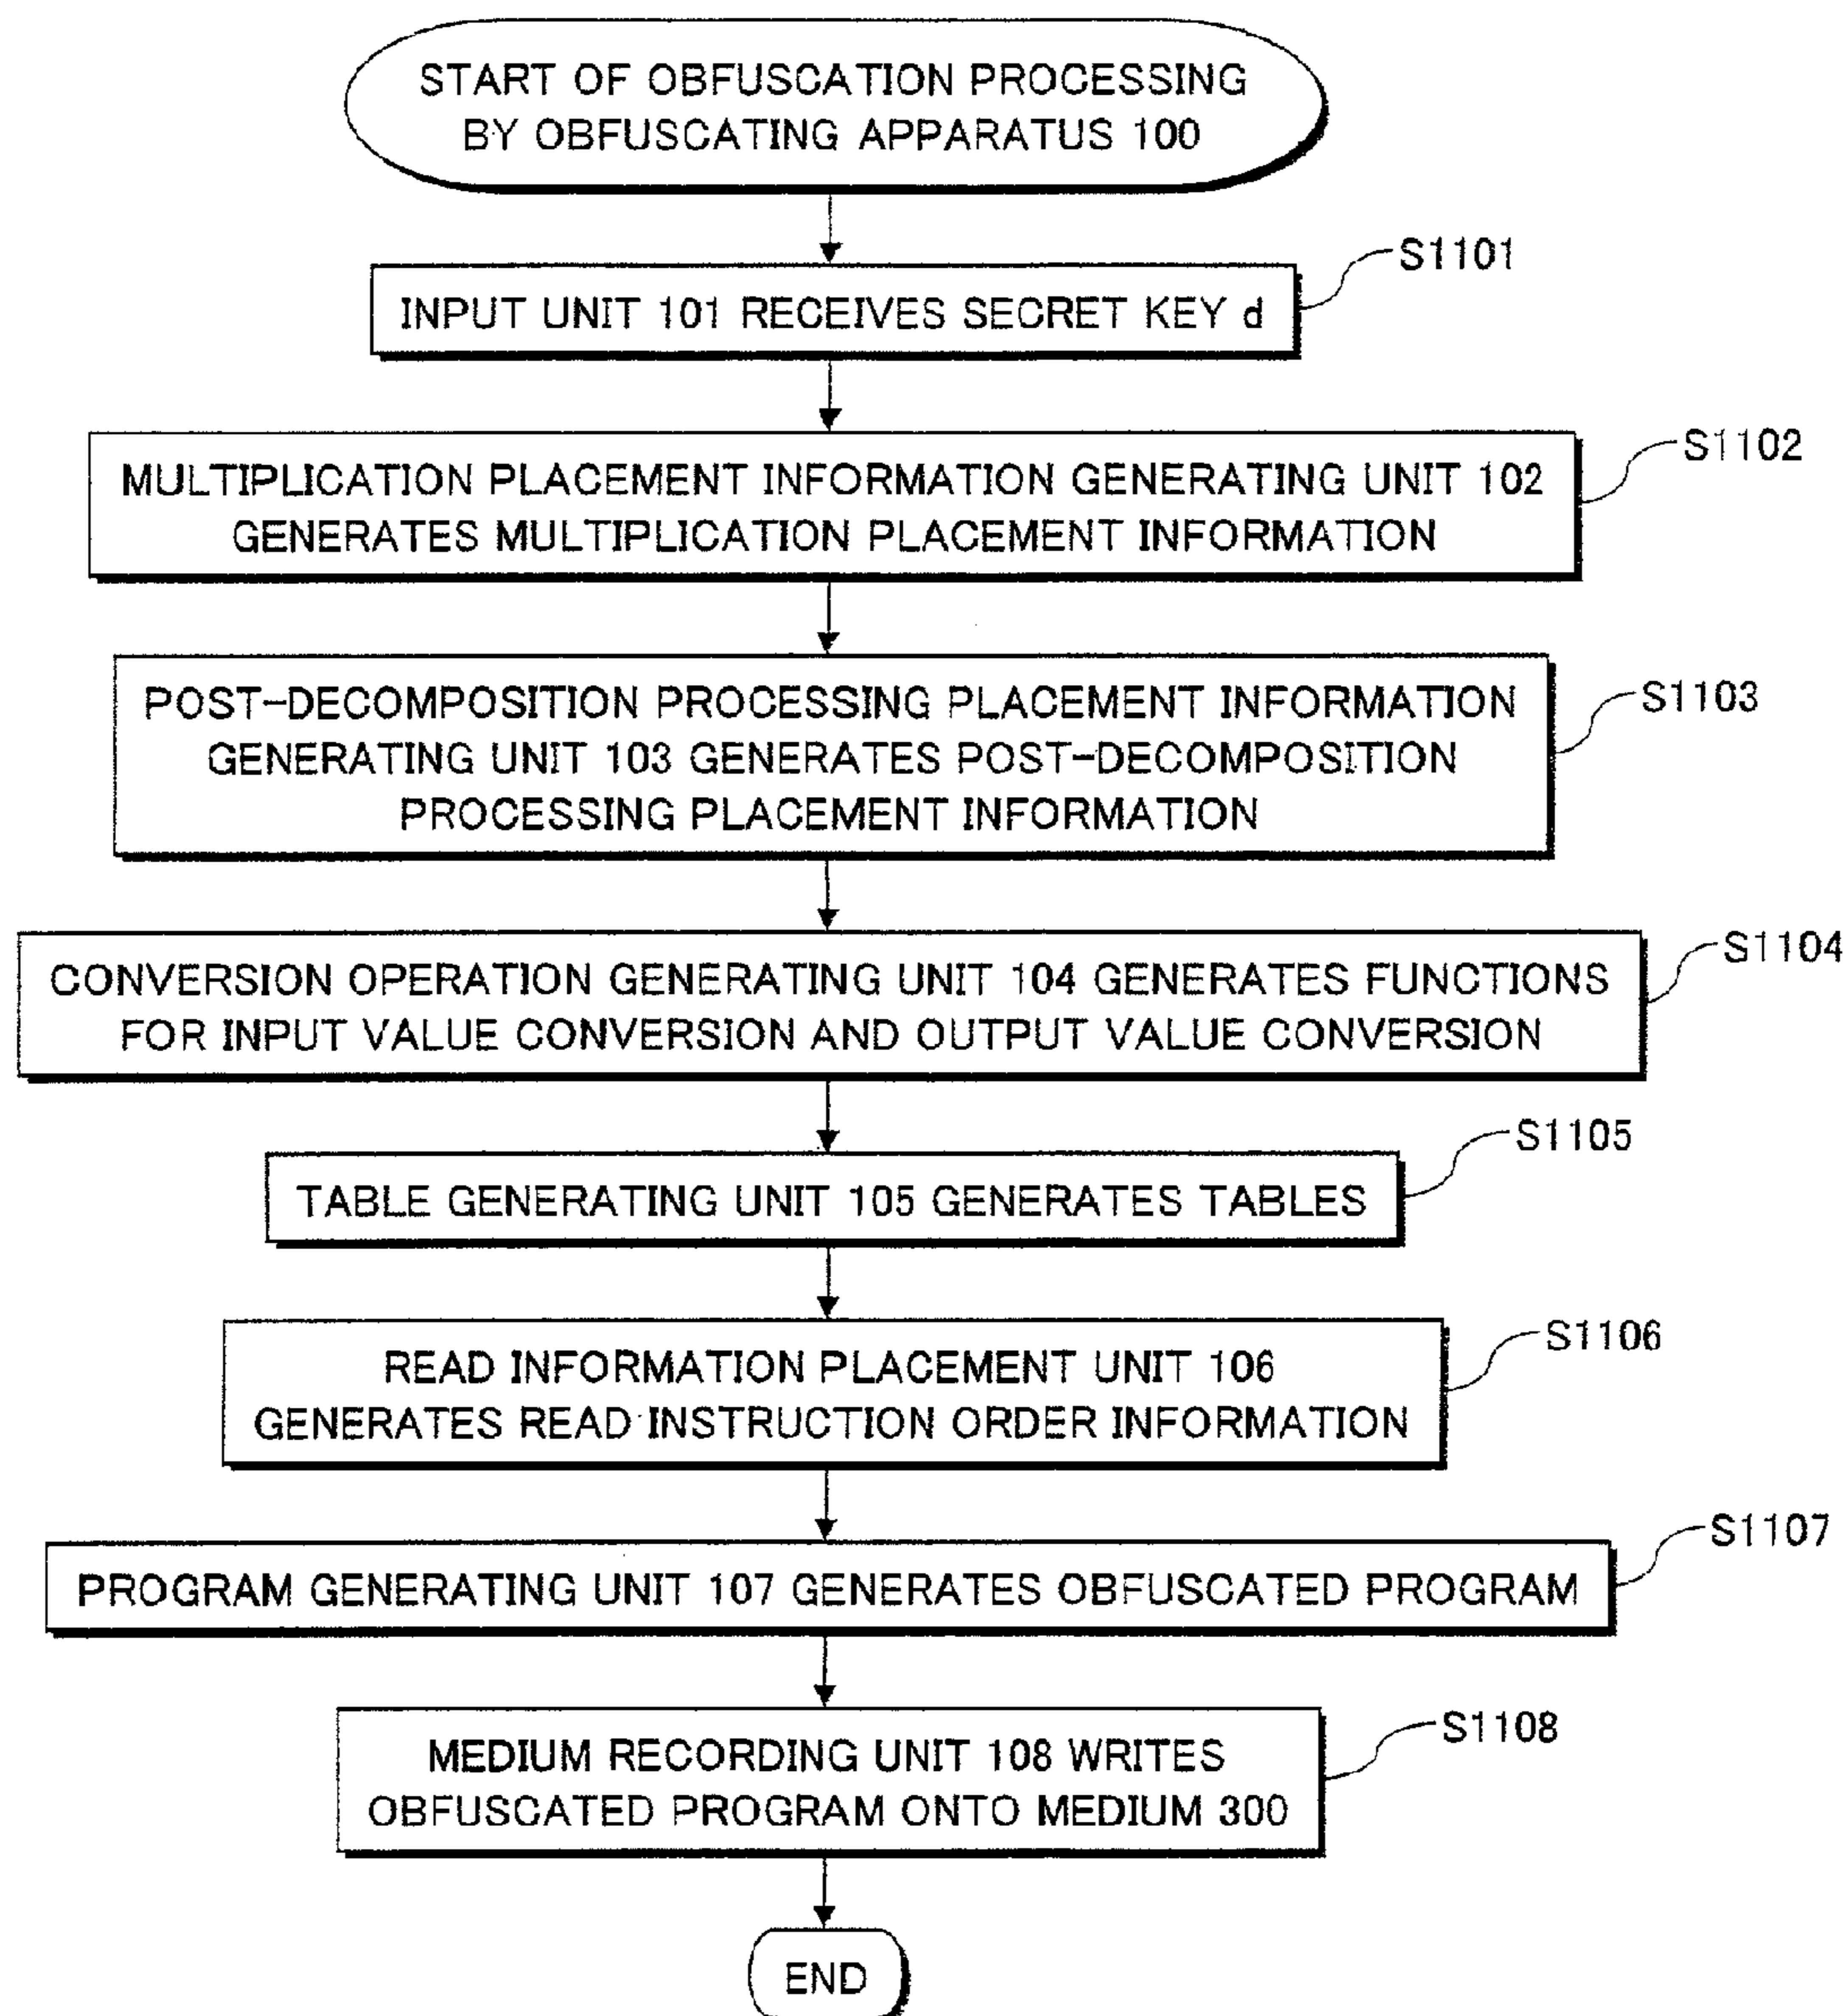 START OF OBFUSCATION PROCESSING
BY OBFUSCATING APPARATUS 100
S1101
INPUT UNIT 101 RECEIVES SECRET KEY d
S1102
MULTIPLICATION PLACEMENT INFORMATION GENERATING UNIT 102
GENERATES MULTIPLICATION PLACEMENT INFORMATION
S1103
POST-DECOMPOSITION PROCESSING PLACEMENT INFORMATION
GENERATING UNIT 103 GENERATES POST-DECOMPOSITION
PROCESSING PLACEMENT INFORMATION
S1104
CONVERSION OPERATION GENERATING UNIT 104 GENERATES FUNCTIONS
FOR INPUT VALUE CONVERSION AND OUTPUT VALUE CONVERSION
S1105
TABLE GENERATING UNIT 105 GENERATES TABLES
S1106
READ INFORMATION PLACEMENT UNIT 106
GENERATES READ INSTRUCTION ORDER INFORMATION
S1107
PROGRAM GENERATING UNIT 107 GENERATES OBFUSCATED PROGRAM
S1108
MEDIUM RECORDING UNIT 108 WRITES
OBFUSCATED PROGRAM ONTO MEDIUM 300
END